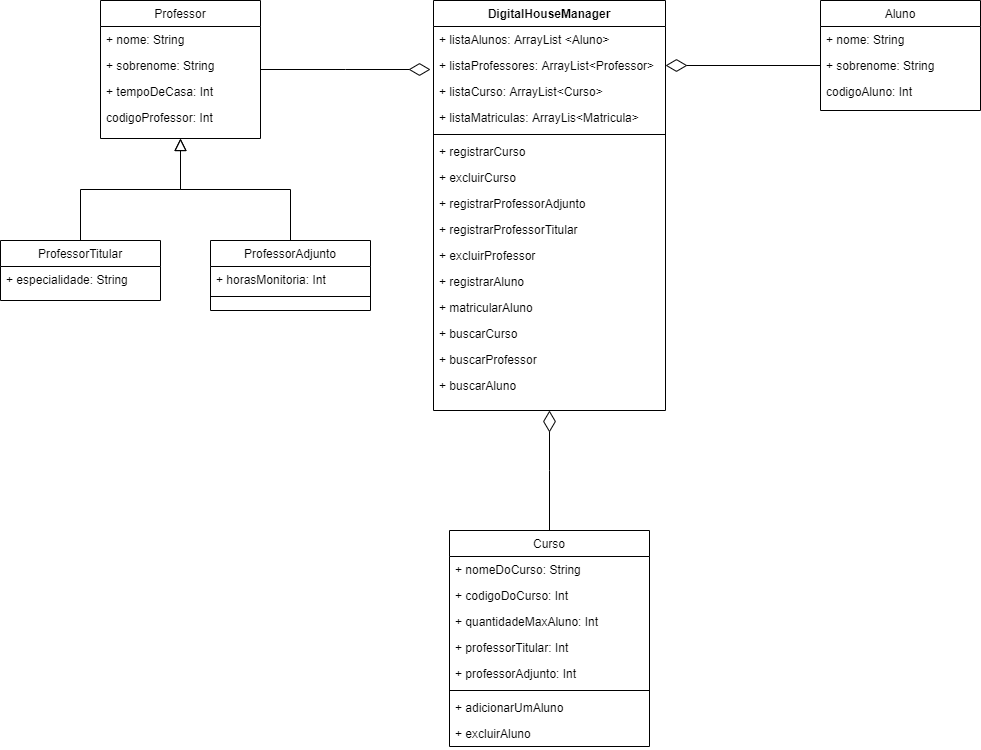 Professor
+ nome: String
+ sobrenome: String
+ tempoDeCasa: Int
codigoProfessor: Int
DigitalHouseManager
+ listaAlunos: ArrayList <Aluno>
+ listaProfessores: ArrayList<Professor>
+ listaCurso: ArrayList<Curso>
+ listaMatriculas: ArrayLis<Matricula>
+ registrarCurso
+ excluirCurso
+ registrarProfessorAdjunto
+ registrarProfessorTitular
+ excluirProfessor
+ registrarAluno
+ matricularAluno
+ buscarCurso
+ buscarProfessor
+ buscarAluno
Aluno
+ nome: String
+ sobrenome: String
codigoAluno: Int
ProfessorTitular
+ especialidade: String
ProfessorAdjunto
+ horasMonitoria: Int
Curso
+ nomeDoCurso: String
+ codigoDoCurso: Int
+ quantidadeMaxAluno: Int
+ professorTitular: Int
+ professorAdjunto: Int
+ adicionarUmAluno
+ excluirAluno